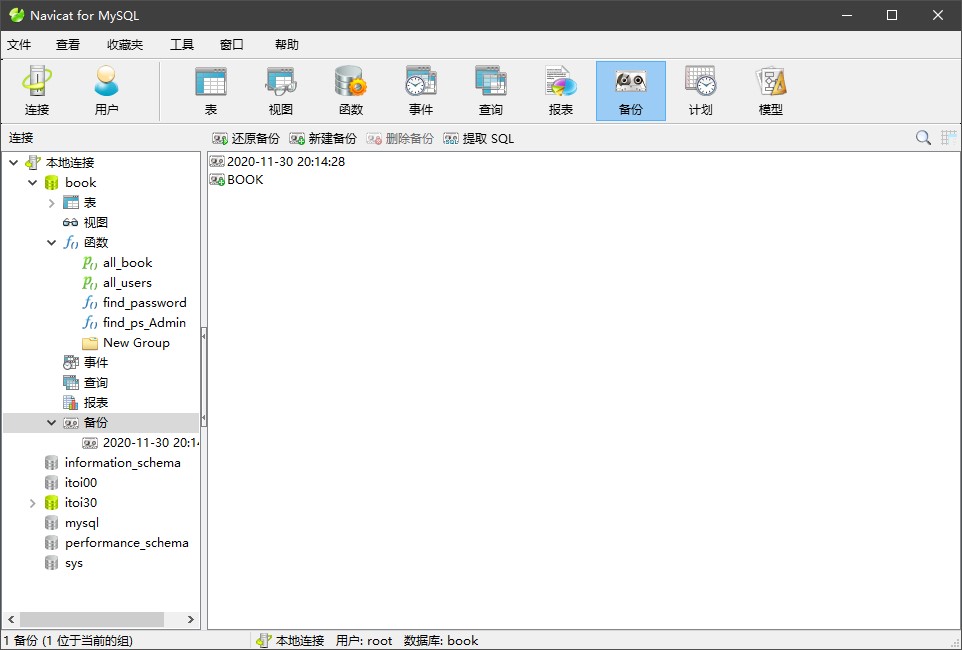 Navicat for MySQL
文件 查看 收藏夹 工具 窗口 帮助
连接 用户 表 视图 函数 事件 查询 报表 备份 计划 模型
连接 还原备份 新建备份 删除备份 提取 SQL
本地连接
book
表
视图
函数
all_book
all_users
find_password
find_ps_Admin
New Group
事件
查询
报表
备份
2020-11-30 20:14
information_schema
itoi00
itoi30
mysql
performance_schema
sys
2020-11-30 20:14:28
BOOK
1 备份 (1 位于当前的组) 本地连接 用户: root 数据库: book